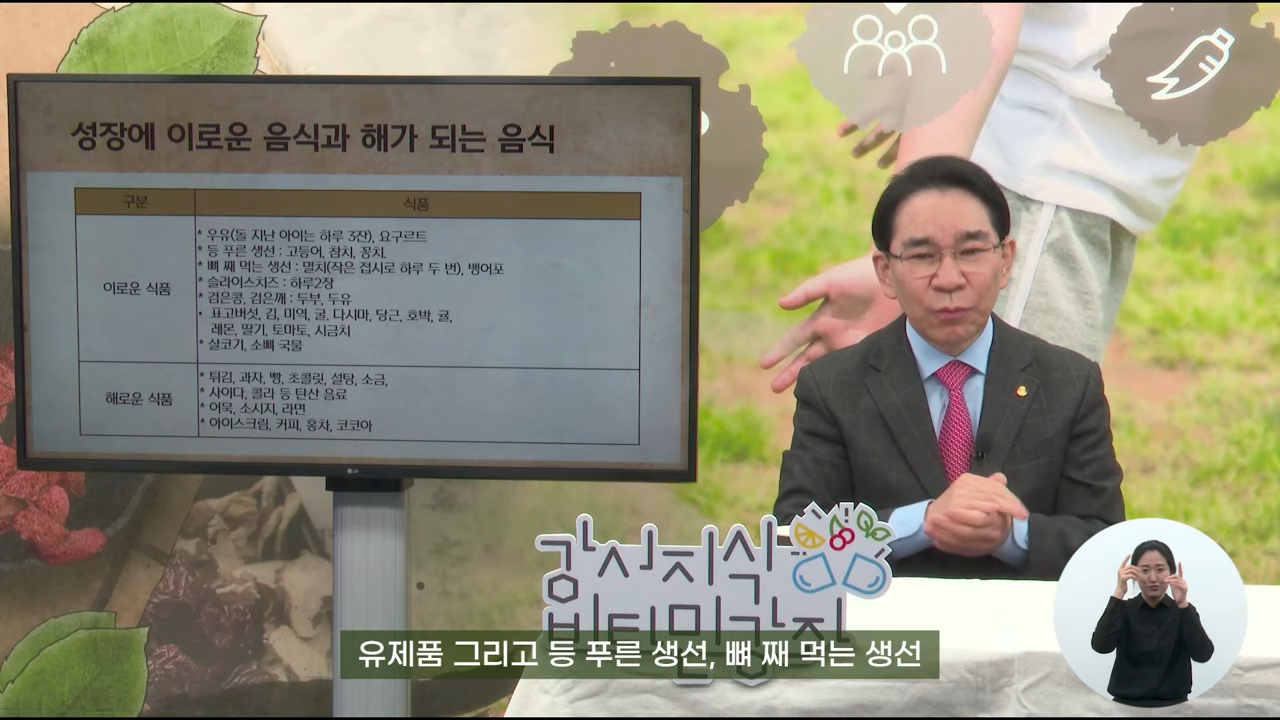 성장에 이로운 음식과 해가 되는 음식
구분 식품
이로운 식품
* 우유(돌 지난 아이는 하루 3잔), 요구르트
* 등 푸른 생선 : 고등어, 참치, 꽁치.
* 뼈 째 먹는 생선 : 멸치(작은 접시로 하루 두 번), 뱅어포
* 슬라이스치즈 : 하루2장
* 검은콩, 검은깨 : 두부, 두유
• 표고버섯, 김, 미역, 굴, 다시마, 당근, 호박, 귤,
레몬, 딸기, 토마토, 시금치
* 살코기, 소뼈 국물
해로운 식품
* 튀김, 과자, 빵, 초콜릿, 설탕, 소금,
* 사이다, 콜라 등 탄산 음료
* 어묵, 소시지, 라면
* 아이스크림, 커피, 홍차, 코코아
LG
강서지식
비타민강좌
유제품 그리고 등 푸른 생선, 뼈 째 먹는 생선